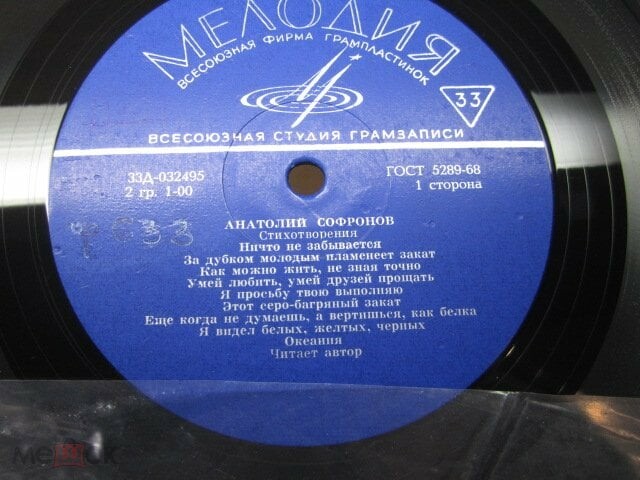 МЕЛОДИЯ
ВСЕСОЮЗНАЯ ФИРМА ГРАМПЛАСТИНОК
33
ВСЕСОЮЗНАЯ СТУДИЯ ГРАМЗАПИСИ
33Д-032495
2 гр. 1-00
ГОСТ 5289-68
1 сторона
АНАТОЛИЙ СОФРОНОВ
Стихотворения
Ничто не забывается
За дубком молодым пламенеет закат
Как можно жить, не зная точно
Умей любить, умей друзей прощать
Я просьбу твою выполняю
Этот серо-багряный закат
Еще когда не думаешь, а вертишься, как белка
Я видел белых, желтых, черных
Океания
Читает автор